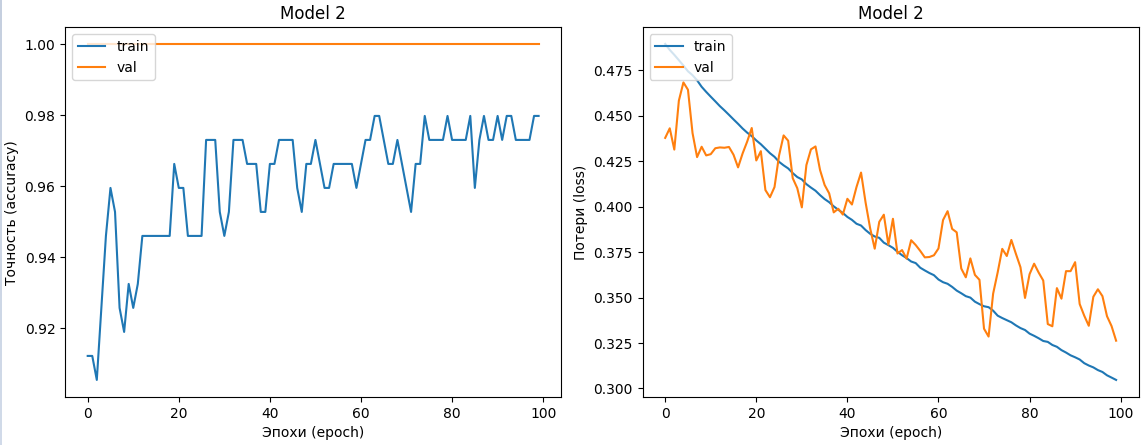 Model 2
train
val
1.00
0.98
0.96
0.94
0.92
0
20
40
60
80
100
Точность (accuracy)
Эпохи (epoch)
Model 2
train
val
0.475
0.450
0.425
0.400
0.375
0.350
0.325
0.300
0
20
40
60
80
100
Потери (loss)
Эпохи (epoch)